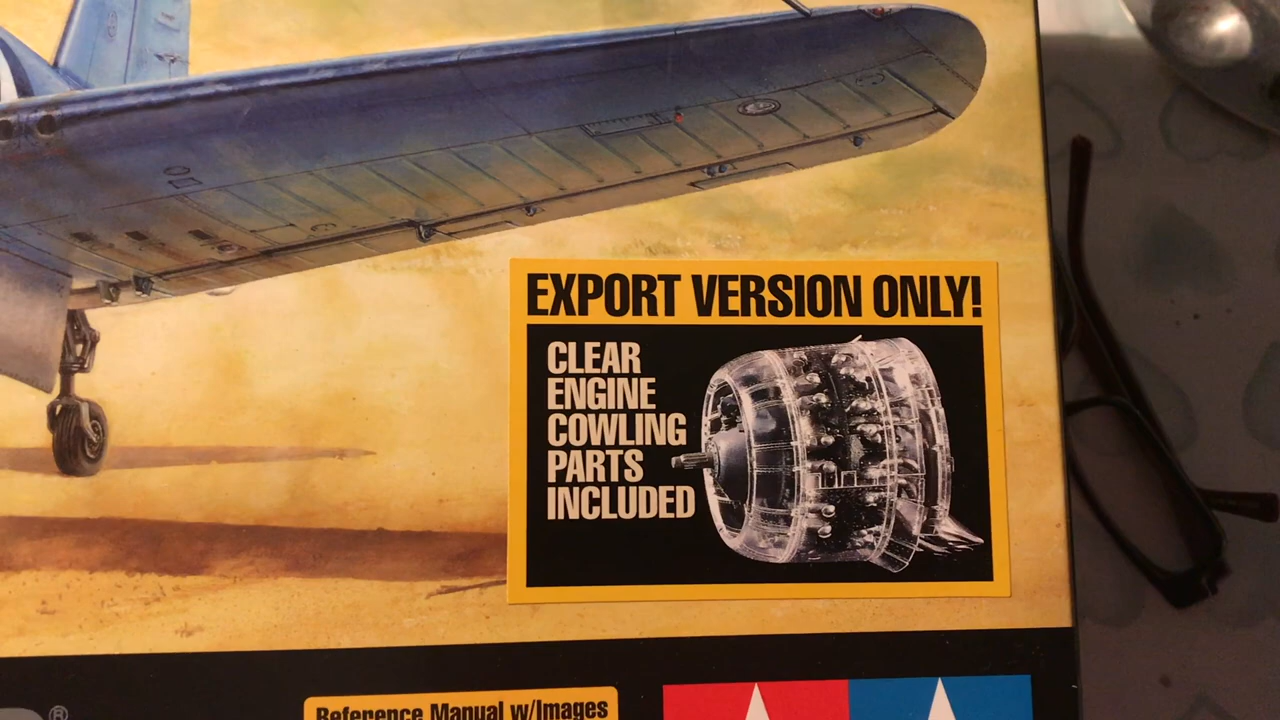 EXPORT VERSION ONLY!
CLEAR
ENGINE
COWLING
PARTS
INCLUDED
®
Reference Manual w/Images